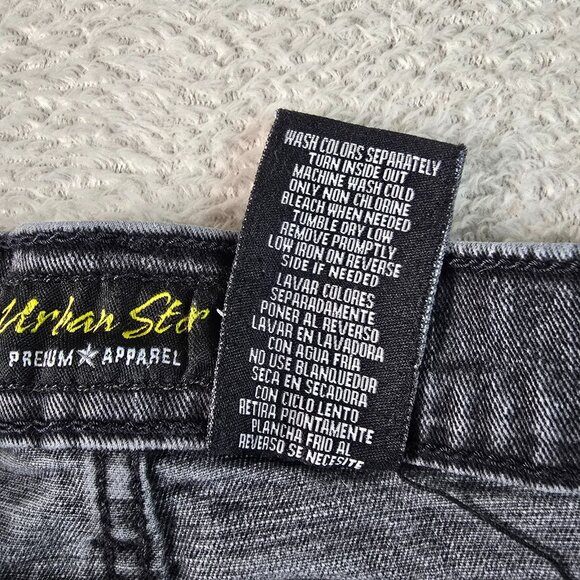 Urban Star
PREMIUM ★ APPAREL
WASH COLORS SEPARATELY
TURN INSIDE OUT
MACHINE WASH COLD
ONLY NON CHLORINE
BLEACH WHEN NEEDED
TUMBLE DRY LOW
REMOVE PROMPTLY
LOW IRON ON REVERSE
SIDE IF NEEDED
LAVAR COLORES
SEPARADAMENTE
PONER AL REVERSO
LAVAR EN LAVADORA
CON AGUA FRIA
NO USE BLANQUEDOR
SECA EN SECADORA
CON CICLO LENTO
RETIRA PRONTAMENTE
PLANCHA FRIO AL
REVERSO SE NECESITE